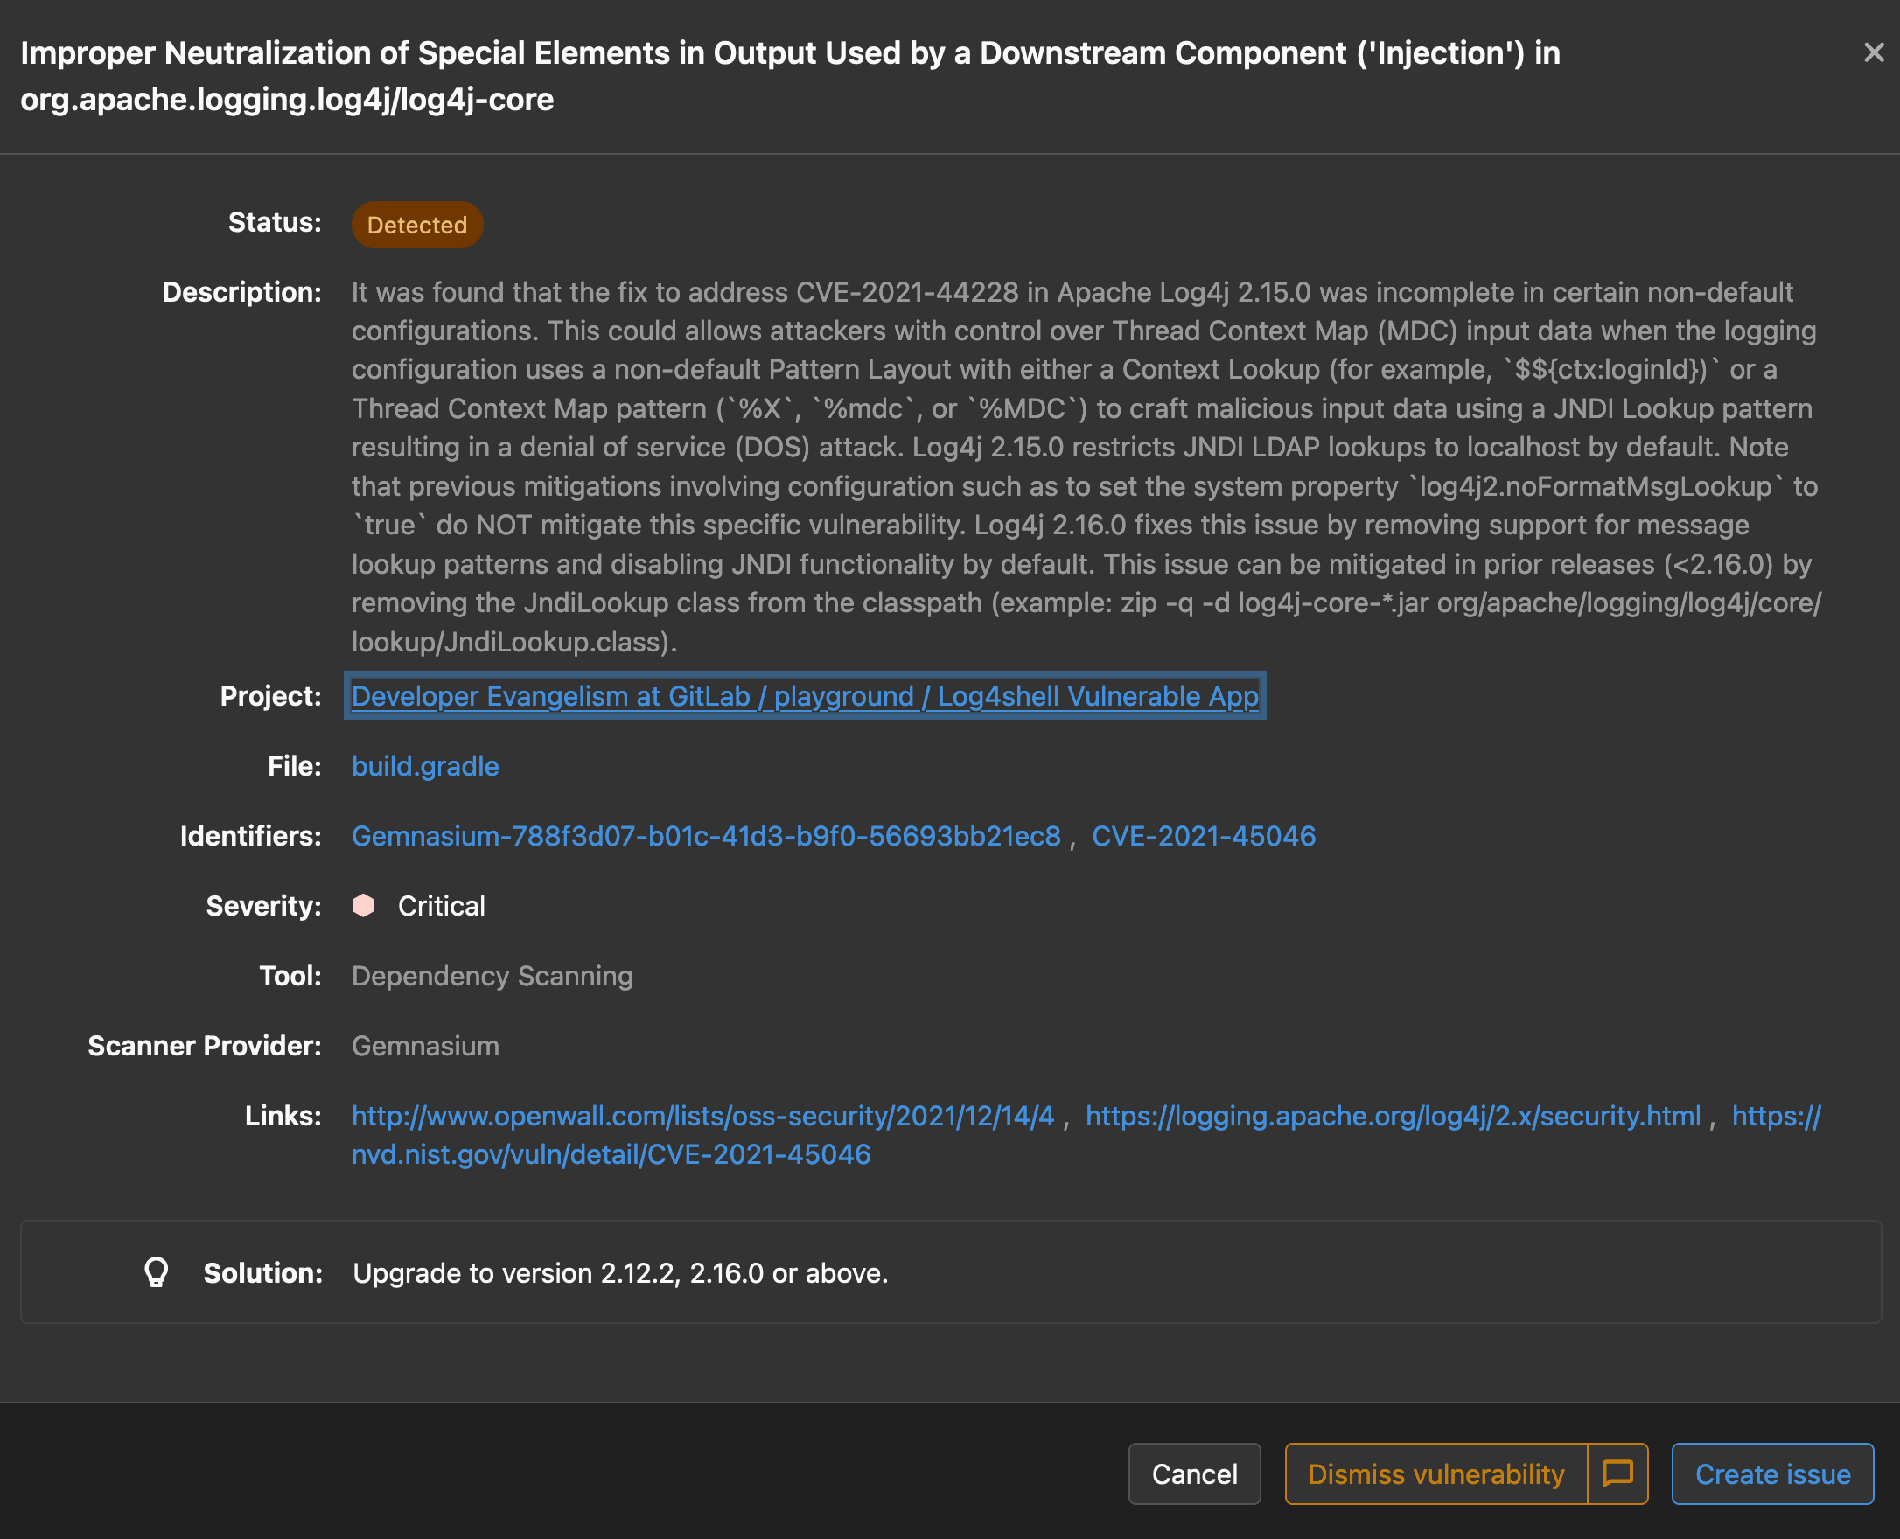 Improper Neutralization of Special Elements in Output Used by a Downstream Component ('Injection') in
org.apache.logging.log4j/log4j-core
Status: Detected
Description: It was found that the fix to address CVE-2021-44228 in Apache Log4j 2.15.0 was incomplete in certain non-default
configurations. This could allows attackers with control over Thread Context Map (MDC) input data when the logging
configuration uses a non-default Pattern Layout with either a Context Lookup (for example, `$${ctx:loginId})` or a
Thread Context Map pattern (`%X`, `%mdc`, or `%MDC`) to craft malicious input data using a JNDI Lookup pattern
resulting in a denial of service (DOS) attack. Log4j 2.15.0 restricts JNDI LDAP lookups to localhost by default. Note
that previous mitigations involving configuration such as to set the system property `log4j2.noFormatMsgLookup` to
`true` do NOT mitigate this specific vulnerability. Log4j 2.16.0 fixes this issue by removing support for message
lookup patterns and disabling JNDI functionality by default. This issue can be mitigated in prior releases (<2.16.0) by
removing the JndiLookup class from the classpath (example: zip -q -d log4j-core-*.jar org/apache/logging/log4j/core/
lookup/JndiLookup.class).
Project: Developer Evangelism at GitLab / playground / Log4shell Vulnerable App
File: build.gradle
Identifiers: Gemnasium-788f3d07-b01c-41d3-b9f0-56693bb21ec8 , CVE-2021-45046
Severity: Critical
Tool: Dependency Scanning
Scanner Provider: Gemnasium
Links: http://www.openwall.com/lists/oss-security/2021/12/14/4 , https://logging.apache.org/log4j/2.x/security.html , https://
nvd.nist.gov/vuln/detail/CVE-2021-45046
Solution: Upgrade to version 2.12.2, 2.16.0 or above.
Cancel Dismiss vulnerability Create issue